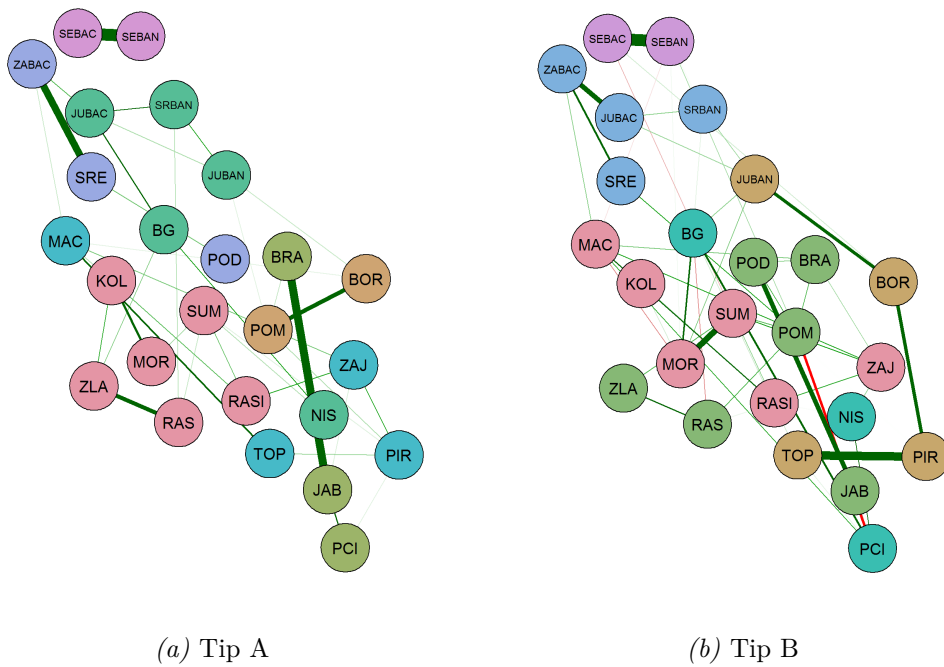 SEBAC
SEBAN
ZABAC
JUBAC
SRBAN
SRE
JUBAN
MAC
BG
KOL
POD
BRA
BOR
SUM
POM
MOR
ZAJ
ZLA
RAS
RASI
NIS
TOP
PIR
JAB
PCI
(a) Tip A
SEBAC
SEBAN
ZABAC
JUBAC
SRBAN
SRE
JUBAN
MAC
BG
KOL
POD
BRA
BOR
SUM
POM
MOR
ZAJ
ZLA
RAS
RASI
NIS
TOP
PIR
JAB
PCI
(b) Tip B